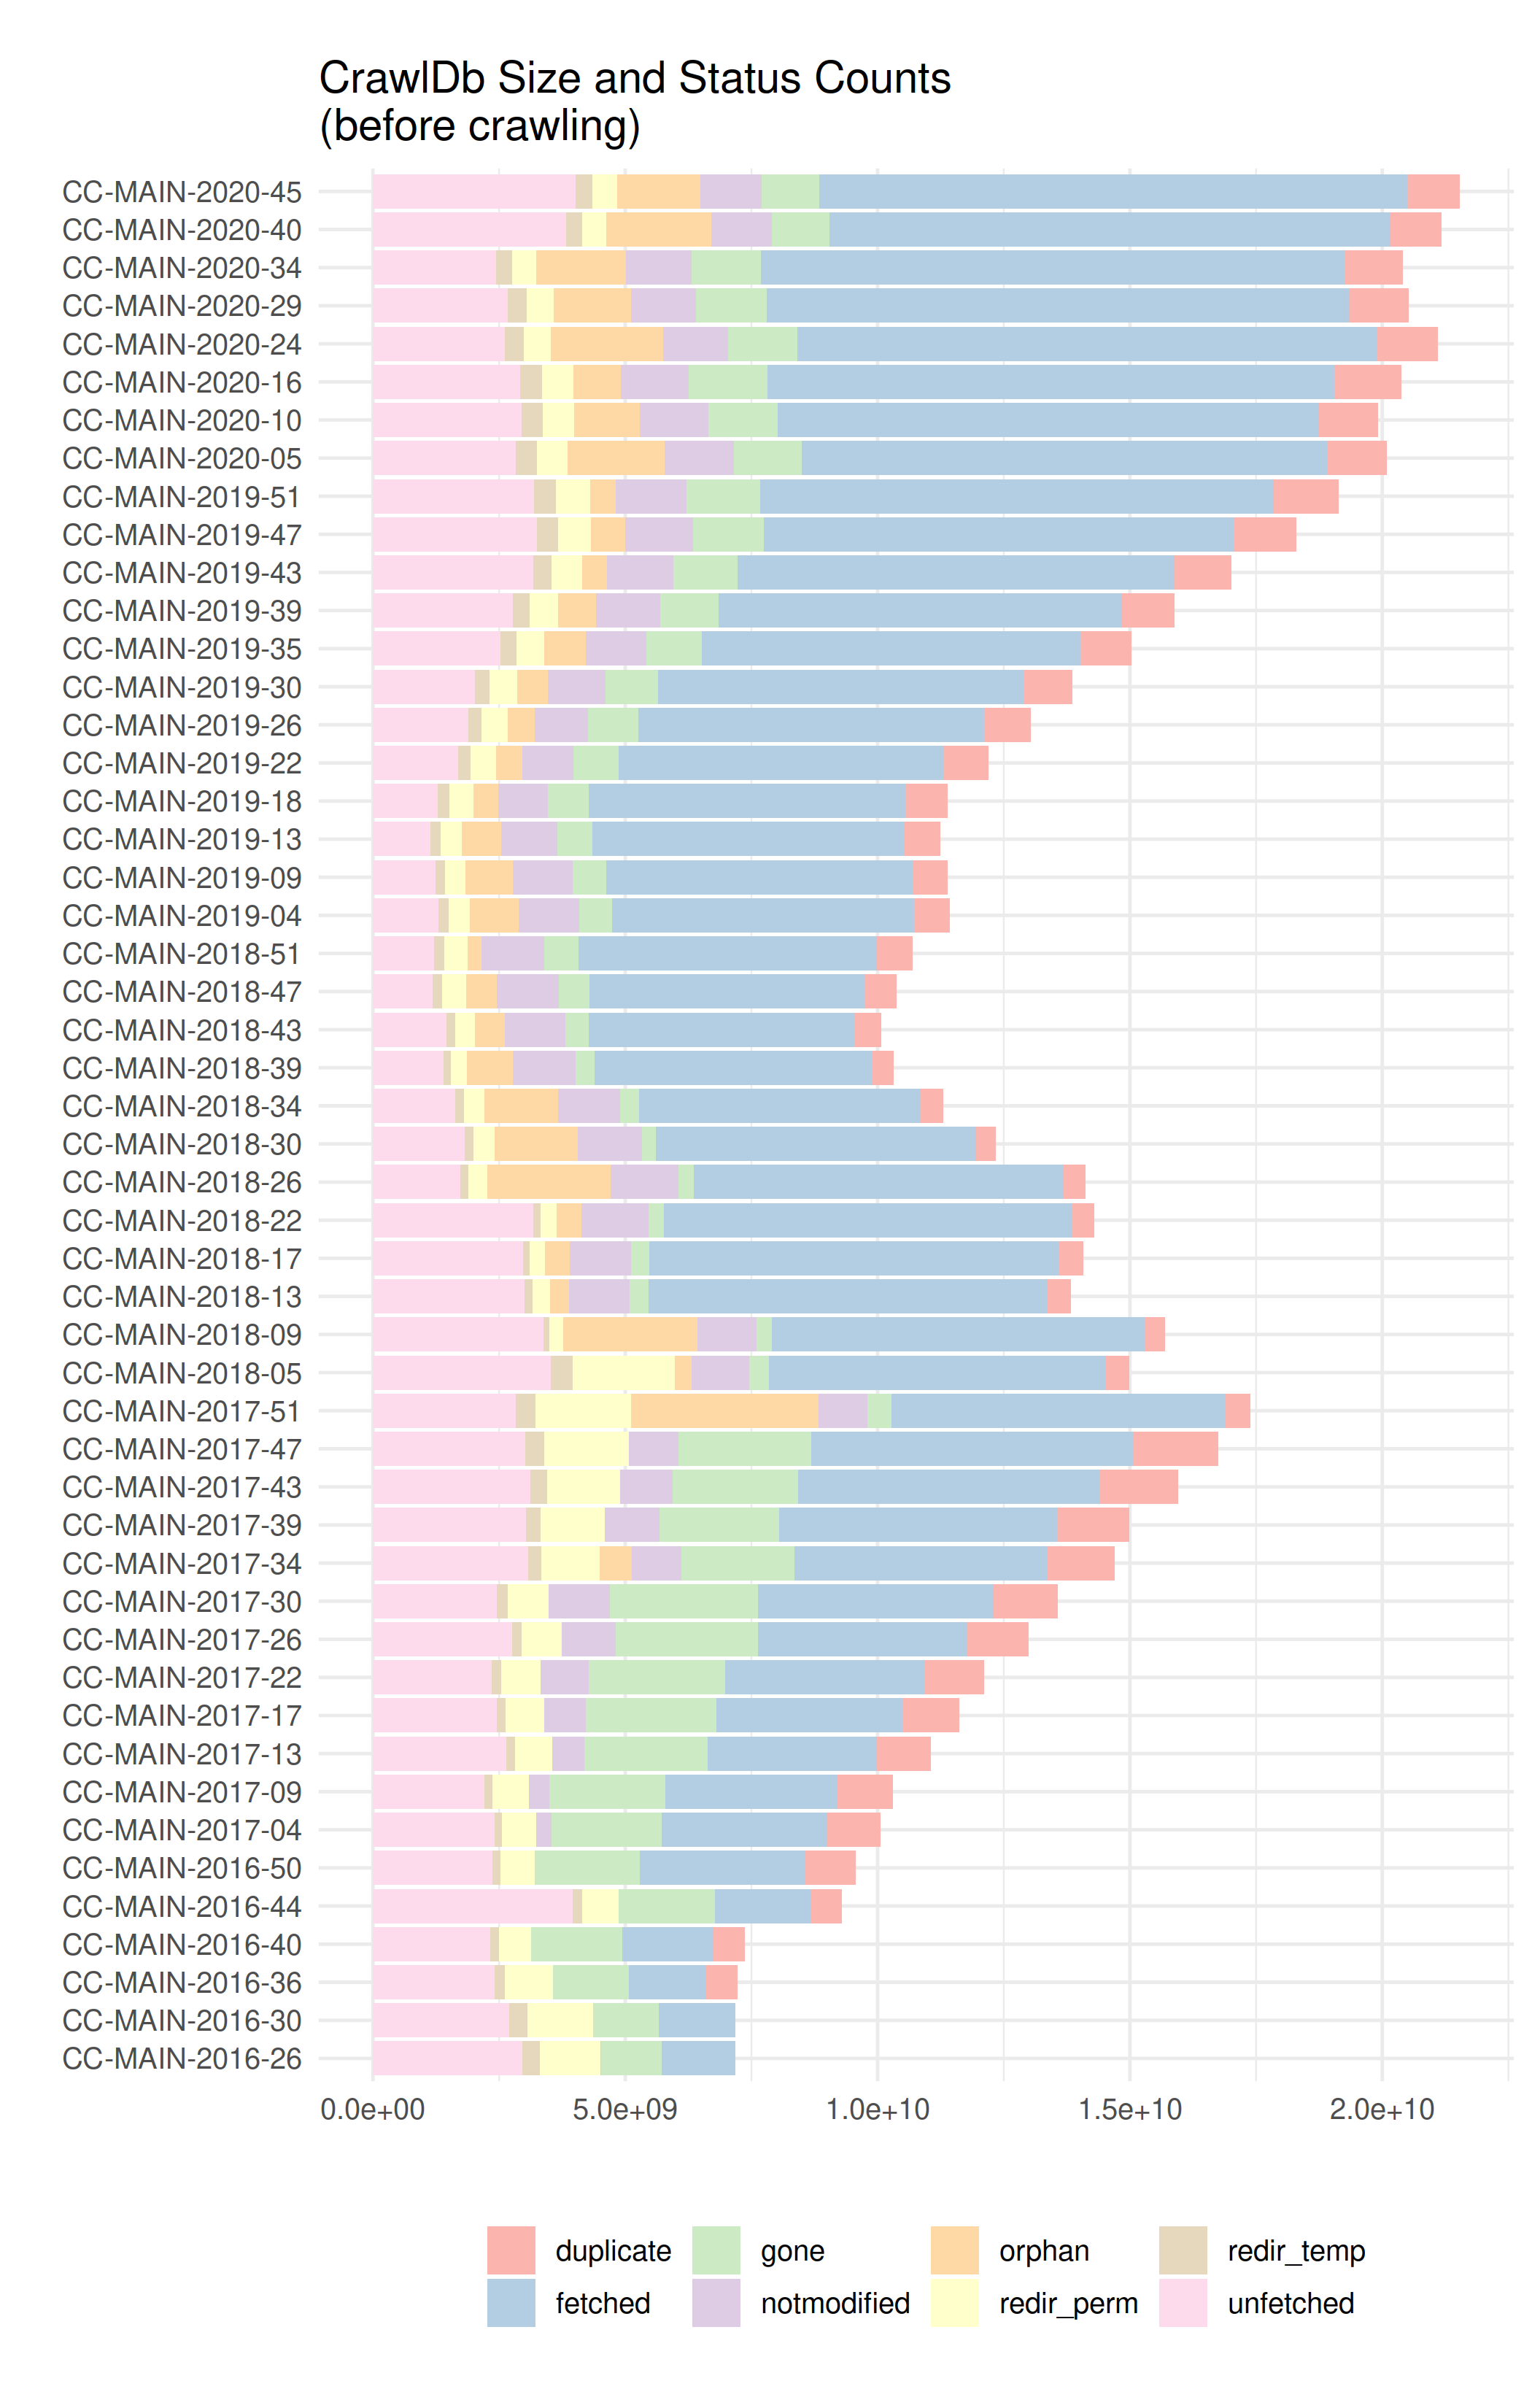 CrawlDb Size and Status Counts
(before crawling)
CC-MAIN-2020-45
CC-MAIN-2020-40
CC-MAIN-2020-34
CC-MAIN-2020-29
CC-MAIN-2020-24
CC-MAIN-2020-16
CC-MAIN-2020-10
CC-MAIN-2020-05
CC-MAIN-2019-51
CC-MAIN-2019-47
CC-MAIN-2019-43
CC-MAIN-2019-39
CC-MAIN-2019-35
CC-MAIN-2019-30
CC-MAIN-2019-26
CC-MAIN-2019-22
CC-MAIN-2019-18
CC-MAIN-2019-13
CC-MAIN-2019-09
CC-MAIN-2019-04
CC-MAIN-2018-51
CC-MAIN-2018-47
CC-MAIN-2018-43
CC-MAIN-2018-39
CC-MAIN-2018-34
CC-MAIN-2018-30
CC-MAIN-2018-26
CC-MAIN-2018-22
CC-MAIN-2018-17
CC-MAIN-2018-13
CC-MAIN-2018-09
CC-MAIN-2018-05
CC-MAIN-2017-51
CC-MAIN-2017-47
CC-MAIN-2017-43
CC-MAIN-2017-39
CC-MAIN-2017-34
CC-MAIN-2017-30
CC-MAIN-2017-26
CC-MAIN-2017-22
CC-MAIN-2017-17
CC-MAIN-2017-13
CC-MAIN-2017-09
CC-MAIN-2017-04
CC-MAIN-2016-50
CC-MAIN-2016-44
CC-MAIN-2016-40
CC-MAIN-2016-36
CC-MAIN-2016-30
CC-MAIN-2016-26
0.0e+00 5.0e+09 1.0e+10 1.5e+10 2.0e+10
duplicate gone orphan redir_temp
fetched notmodified redir_perm unfetched